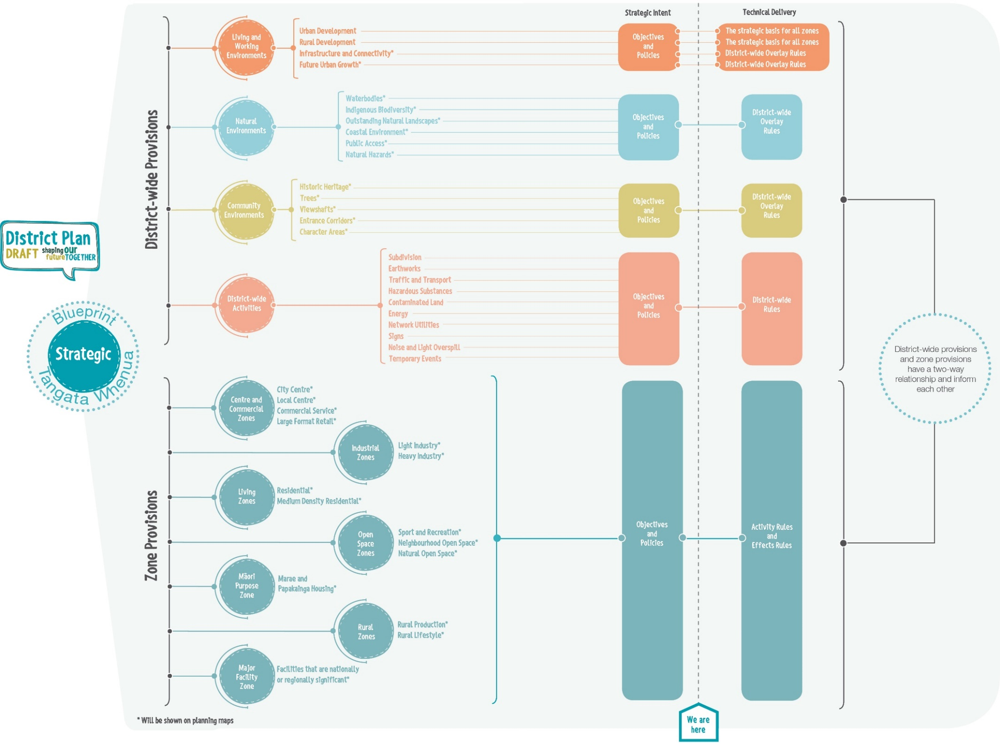 Strategic Intent
Technical Delivery
District-wide Provisions
Living and
Working
Environments
Urban Development
Rural Development
Infrastructure and Connectivity*
Future Urban Growth*
Objectives
and
Policies
The strategic basis for all zones
The strategic basis for all zones
District-wide Overlay Rules
District-wide Overlay Rules
Natural
Environments
Waterbodies*
Indigenous Biodiversity*
Outstanding Natural Landscapes*
Coastal Environment*
Public Access*
Natural Hazards*
Objectives
and
Policies
District-wide
Overlay
Rules
Community
Environments
Historic Heritage*
Trees*
Viewshafts*
Entrance Corridors*
Character Areas*
Objectives
and
Policies
District-wide
Overlay
Rules
District Plan
DRAFT shaping our
future TOGETHER
District-wide
Activities
Subdivision
Earthworks
Traffic and Transport
Hazardous Substances
Contaminated Land
Energy
Network Utilities
Signs
Noise and Light Overspill
Temporary Events
Objectives
and
Policies
District-wide
Rules
Blueprint
Strategic
Tangata Whenua
District-wide provisions
and zone provisions
have a two-way
relationship and inform
each other
Zone Provisions
Centre and
Commercial
Zones
City Centre*
Local Centre*
Commercial Service*
Large Format Retail*
Industrial
Zones
Light Industry*
Heavy Industry*
Living
Zones
Residential*
Medium Density Residential*
Open
Space
Zones
Sport and Recreation*
Neighbourhood Open Space*
Natural Open Space*
Māori
Purpose
Zone
Marae and
Papakainga Housing*
Rural
Zones
Rural Production*
Rural Lifestyle*
Major
Facility
Zone
Facilities that are nationally
or regionally significant*
Objectives
and
Policies
Activity Rules
and
Effects Rules
* Will be shown on planning maps
We are
here